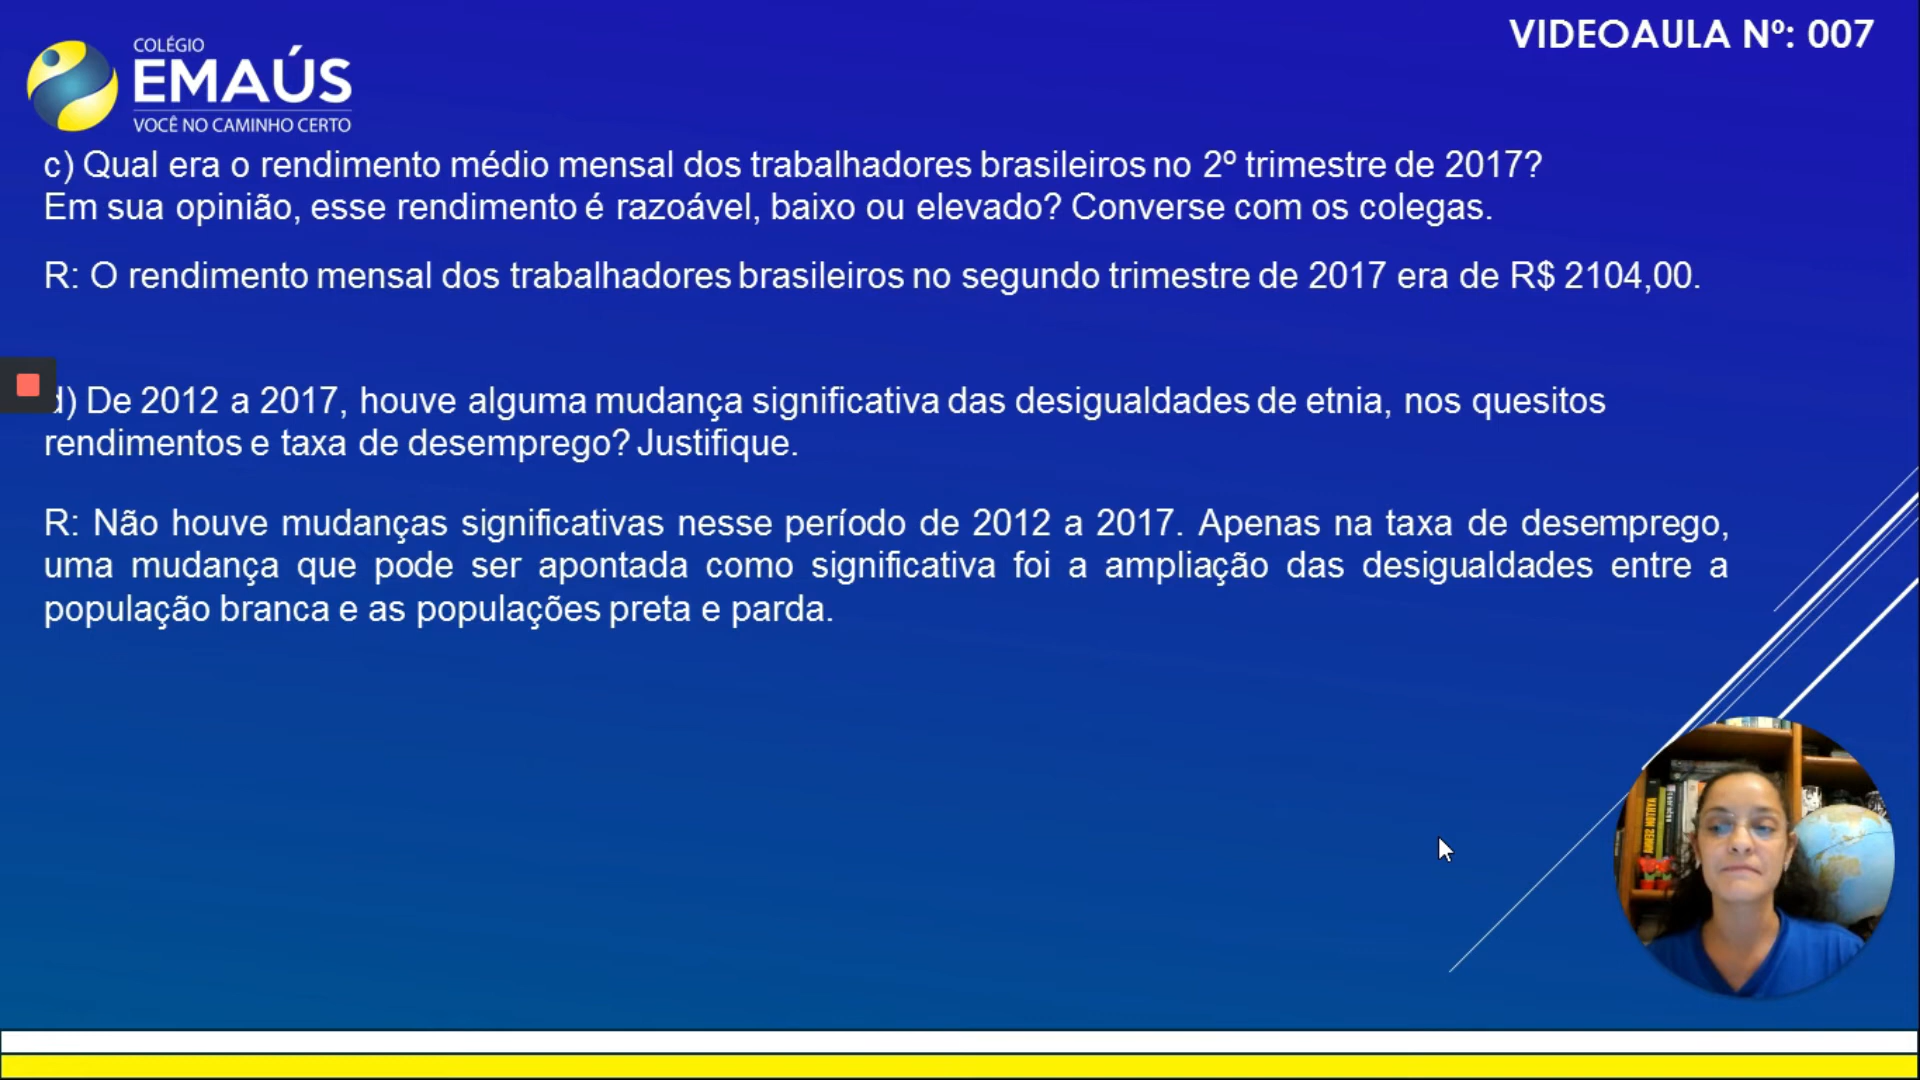 VIDEOAULA Nº: 007
COLÉGIO
EMAÚS
VOCÊ NO CAMINHO CERTO
c) Qual era o rendimento médio mensal dos trabalhadores brasileiros no 2º trimestre de 2017?
Em sua opinião, esse rendimento é razoável, baixo ou elevado? Converse com os colegas.
R: O rendimento mensal dos trabalhadores brasileiros no segundo trimestre de 2017 era de R$ 2104,00.
d) De 2012 a 2017, houve alguma mudança significativa das desigualdades de etnia, nos quesitos
rendimentos e taxa de desemprego? Justifique.
R: Não houve mudanças significativas nesse período de 2012 a 2017. Apenas na taxa de desemprego,
uma mudança que pode ser apontada como significativa foi a ampliação das desigualdades entre a
população branca e as populações preta e parda.